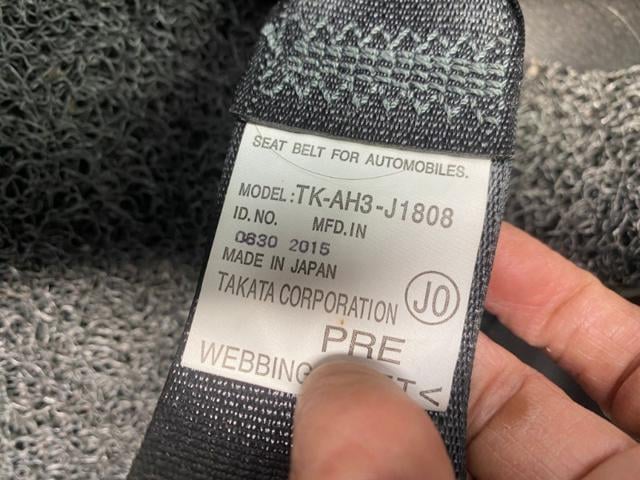 SEAT BELT FOR AUTOMOBILES.
MODEL:TK-AH3-J1808
ID.NO. MFD.IN
0630 2015
MADE IN JAPAN
TAKATA CORPORATION
J0
PRE
WEBBING